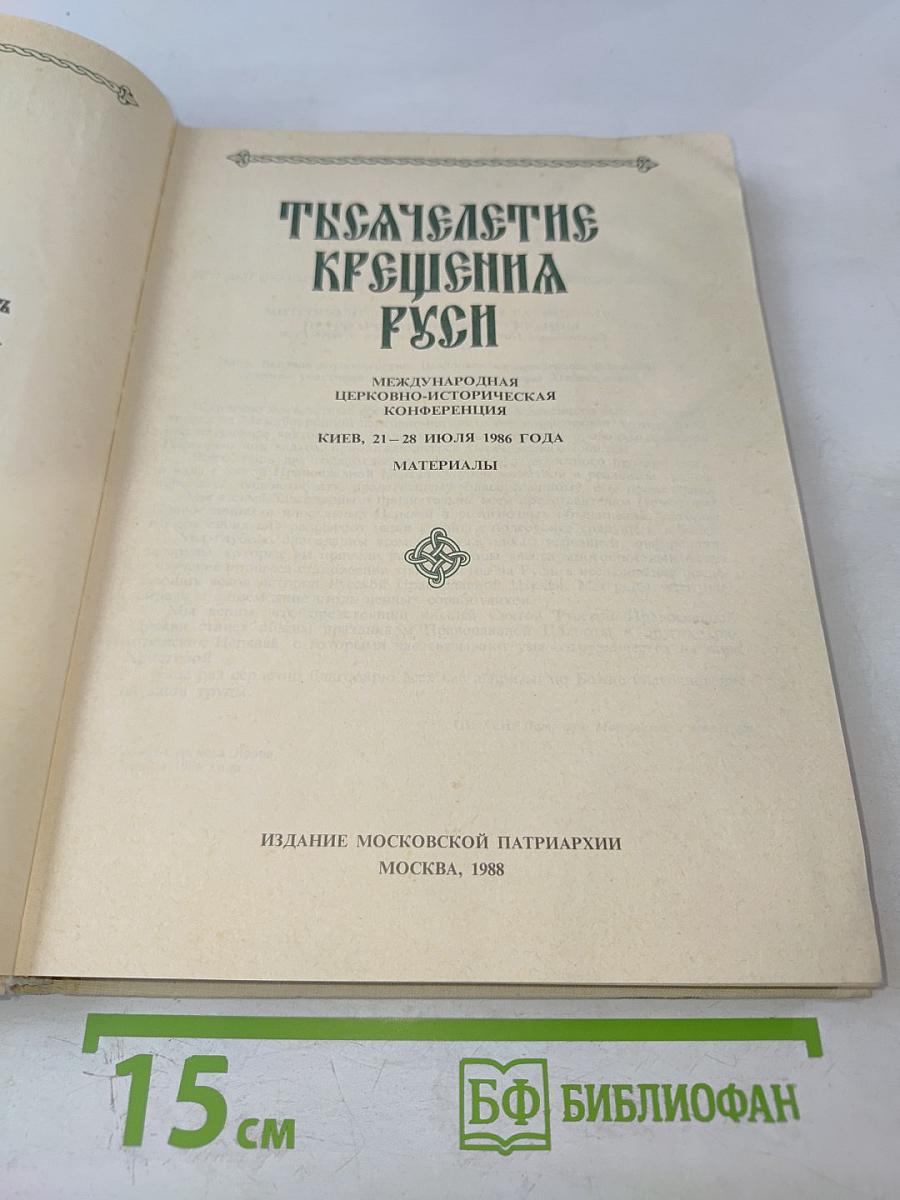 ТЫСЯЧЕЛЕТИЕ
КРЕЩЕНИЯ
РУСИ
МЕЖДУНАРОДНАЯ
ЦЕРКОВНО-ИСТОРИЧЕСКАЯ
КОНФЕРЕНЦИЯ
КИЕВ, 21–28 ИЮЛЯ 1986 ГОДА
МАТЕРИАЛЫ
ИЗДАНИЕ МОСКОВСКОЙ ПАТРИАРХИИ
МОСКВА, 1988
15 см
БФ БИБЛИОФАН